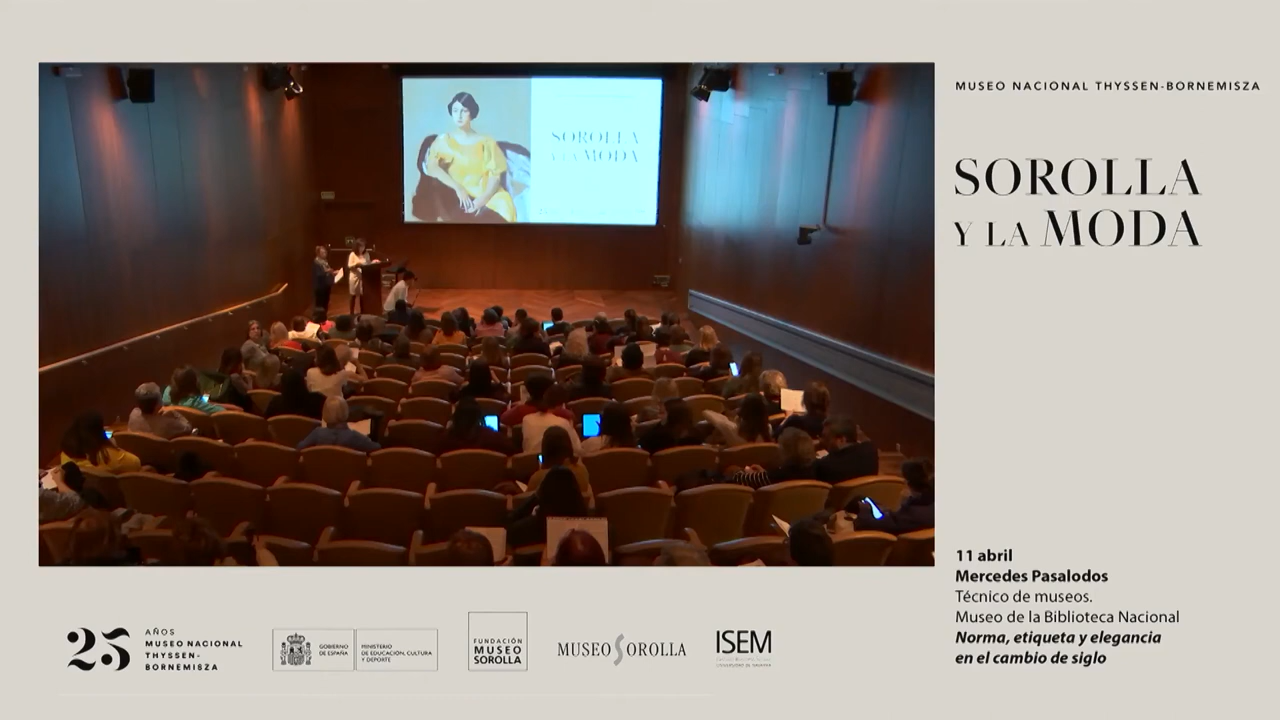 MUSEO NACIONAL THYSSEN-BORNEMISZA
SOROLLA
Y LA MODA
SOROLLA
Y LA MODA
11 abril
Mercedes Pasalodos
Técnico de museos.
Museo de la Biblioteca Nacional
Norma, etiqueta y elegancia
en el cambio de siglo
25
AÑOS
MUSEO NACIONAL
THYSSEN-
BORNEMISZA
GOBIERNO
DE ESPAÑA
MINISTERIO
DE EDUCACIÓN, CULTURA
Y DEPORTE
FUNDACIÓN
MUSEO
SOROLLA
MUSEO SOROLLA
ISEM